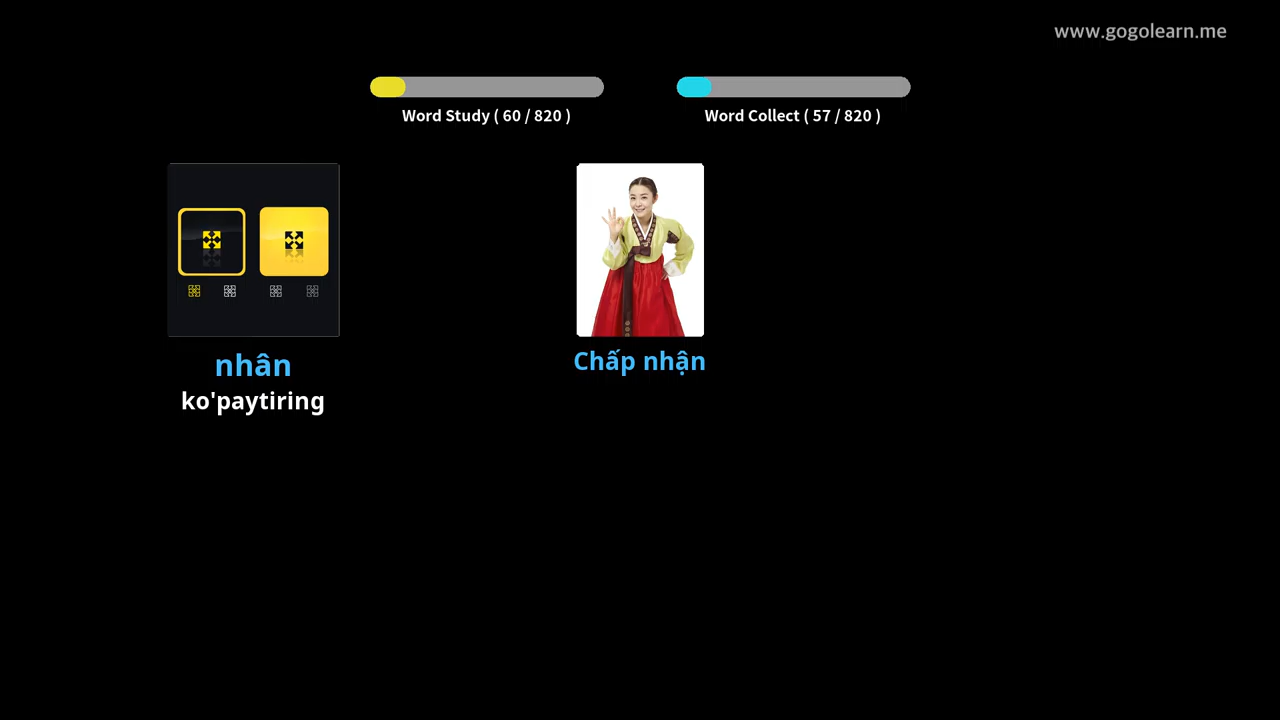 www.gogolearn.me
Word Study ( 60 / 820 )
Word Collect ( 57 / 820 )
nhân
ko'paytiring
Chấp nhận